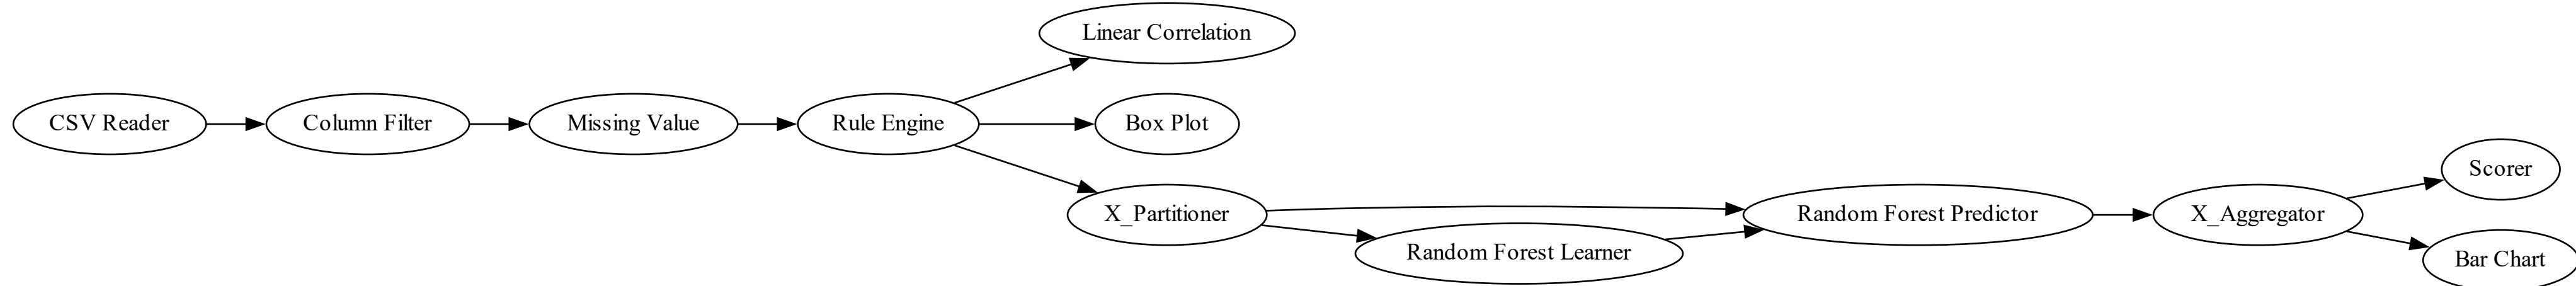 CSV Reader
Column Filter
Missing Value
Rule Engine
Linear Correlation
Box Plot
X_Partitioner
Random Forest Learner
Random Forest Predictor
X_Aggregator
Scorer
Bar Chart